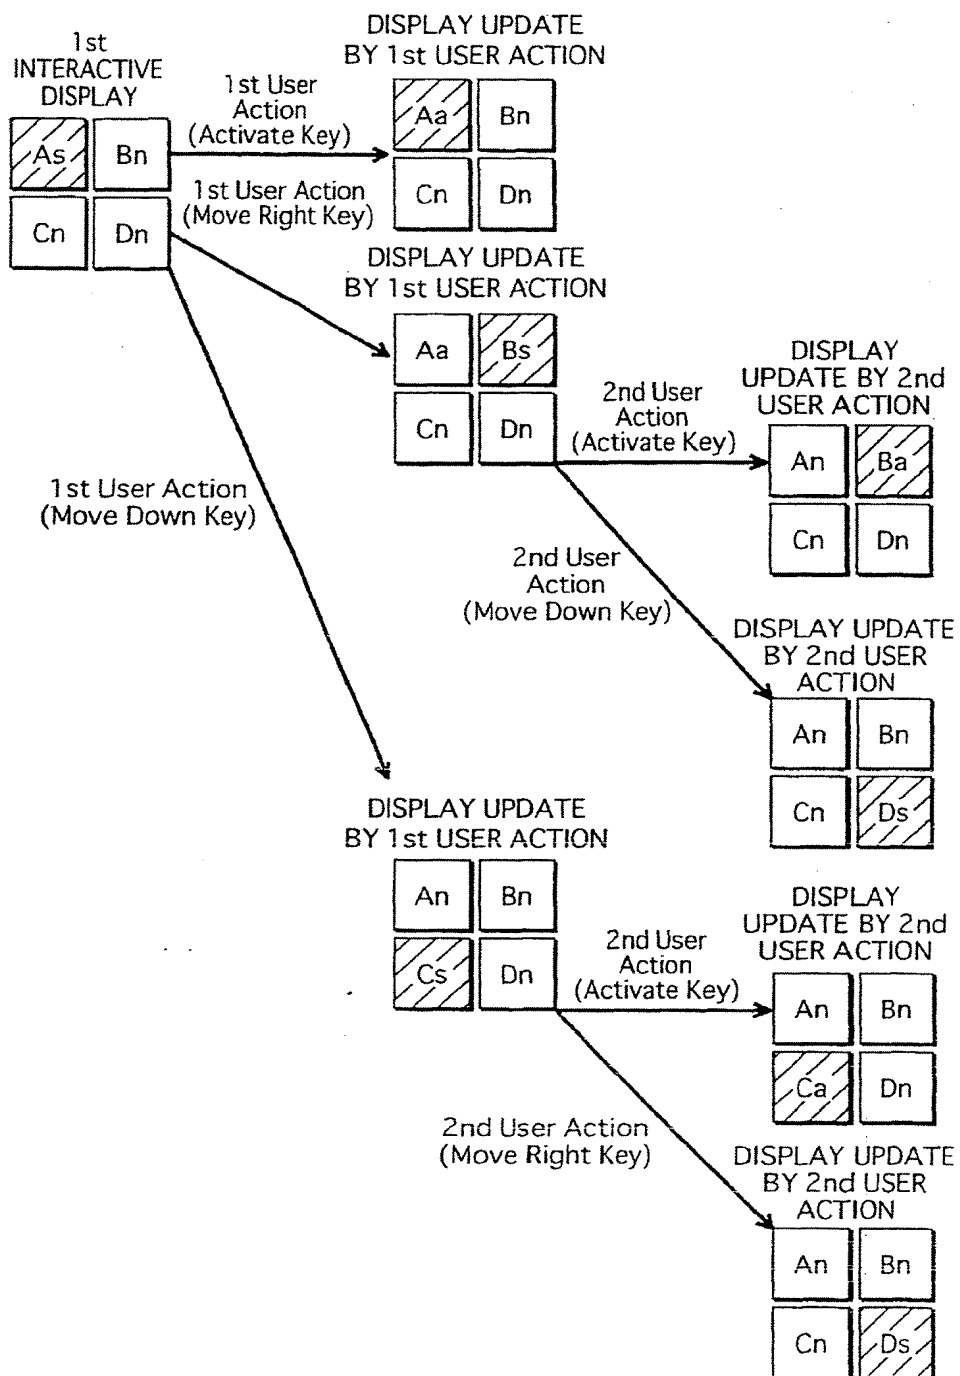 1st
INTERACTIVE
DISPLAY
As Bn
Cn Dn
1st User
Action
(Activate Key)
DISPLAY UPDATE
BY 1st USER ACTION
Aa Bn
Cn Dn
1st User Action
(Move Right Key)
DISPLAY UPDATE
BY 1st USER ACTION
Aa Bs
Cn Dn
2nd User
Action
(Activate Key)
DISPLAY
UPDATE BY 2nd
USER ACTION
An Ba
Cn Dn
2nd User
Action
(Move Down Key)
DISPLAY UPDATE
BY 2nd USER
ACTION
An Bn
Cn Ds
1st User Action
(Move Down Key)
DISPLAY UPDATE
BY 1st USER ACTION
An Bn
Cs Dn
2nd User
Action
(Activate Key)
DISPLAY
UPDATE BY 2nd
USER ACTION
An Bn
Ca Dn
2nd User Action
(Move Right Key)
DISPLAY UPDATE
BY 2nd USER
ACTION
An Bn
Cn Ds